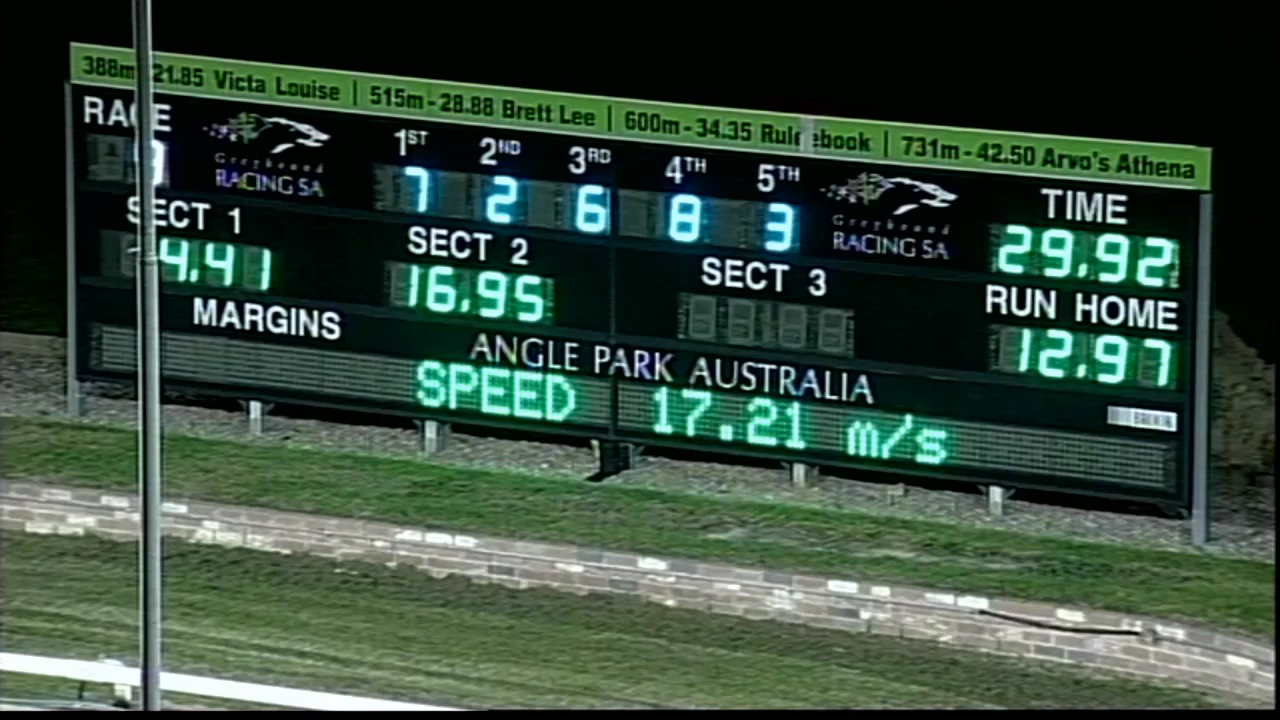 388m-21.85 Victa Louise | 515m-28.88 Brett Lee | 600m-34.35 Rulebook | 731m-42.50 Arvo's Athena
RACE
Greyhound
RACING SA
1ST 2ND 3RD 4TH 5TH
7 2 6 8 3
Greyhound
RACING SA
TIME
29.92
SECT 1
4.41
SECT 2
16.95
SECT 3
RUN HOME
12.97
MARGINS
ANGLE PARK AUSTRALIA
SPEED 17.21 m/s